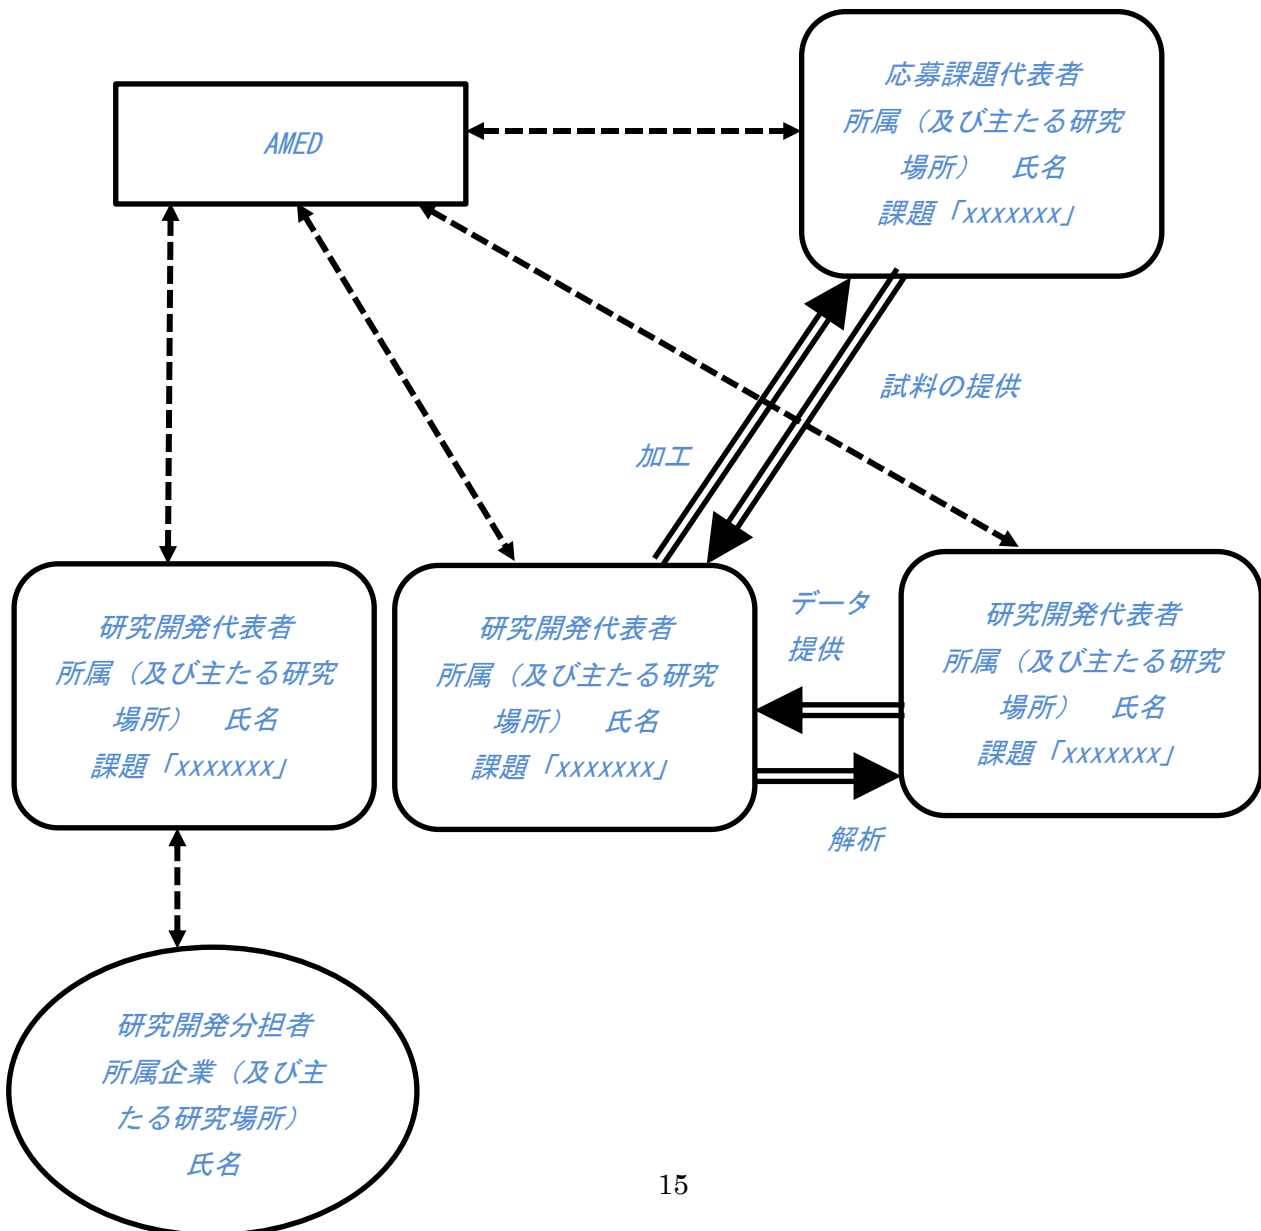 応募課題代表者
所属（及び主たる研究
場所）　氏名
課題「xxxxxxx」
AMED
試料の提供
加工
研究開発代表者
所属（及び主たる研究
場所）　氏名
課題「xxxxxxx」
研究開発代表者
所属（及び主たる研究
場所）　氏名
課題「xxxxxxx」
データ
提供
解析
研究開発代表者
所属（及び主たる研究
場所）　氏名
課題「xxxxxxx」
研究開発分担者
所属企業（及び主
たる研究場所）
氏名
15